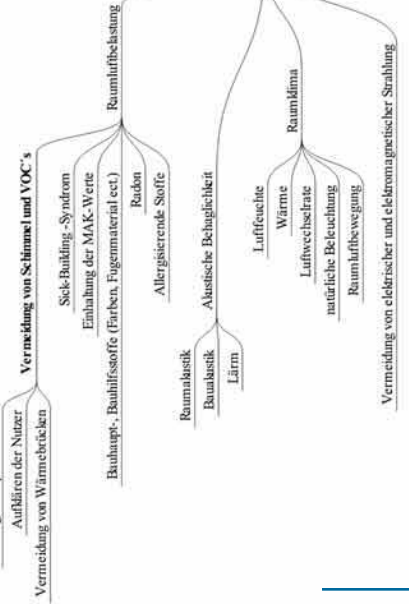 Aufklären der Nutzer
Vermeidung von Wärmebrücken
Vermeidung von Schimmel und VOC´s
Sick-Building -Syndrom
Einhaltung der MAK-Werte
Bauhaupt-, Bauhilfsstoffe (Farben, Fugenmaterial ect.)
Radon
Allergisierende Stoffe
Raumluftbelastung
Raumakustik
Bauakustik
Lärm
Akustische Behaglichkeit
Luftfeuchte
Wärme
Luftwechselrate
natürliche Beleuchtung
Raumluftbewegung
Raumklima
Vermeidung von elekrischer und elektromagnetischer Strahlung